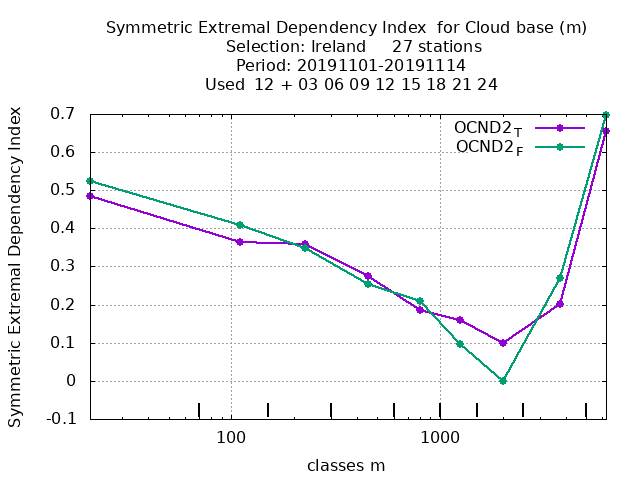 Symmetric Extremal Dependency Index for Cloud base (m)
Selection: Ireland 27 stations
Period: 20191101-20191114
Used 12 + 03 06 09 12 15 18 21 24
Symmetric Extremal Dependency Index
0.7
0.6
0.5
0.4
0.3
0.2
0.1
0
-0.1
OCND2T
OCND2F
100
1000
classes m